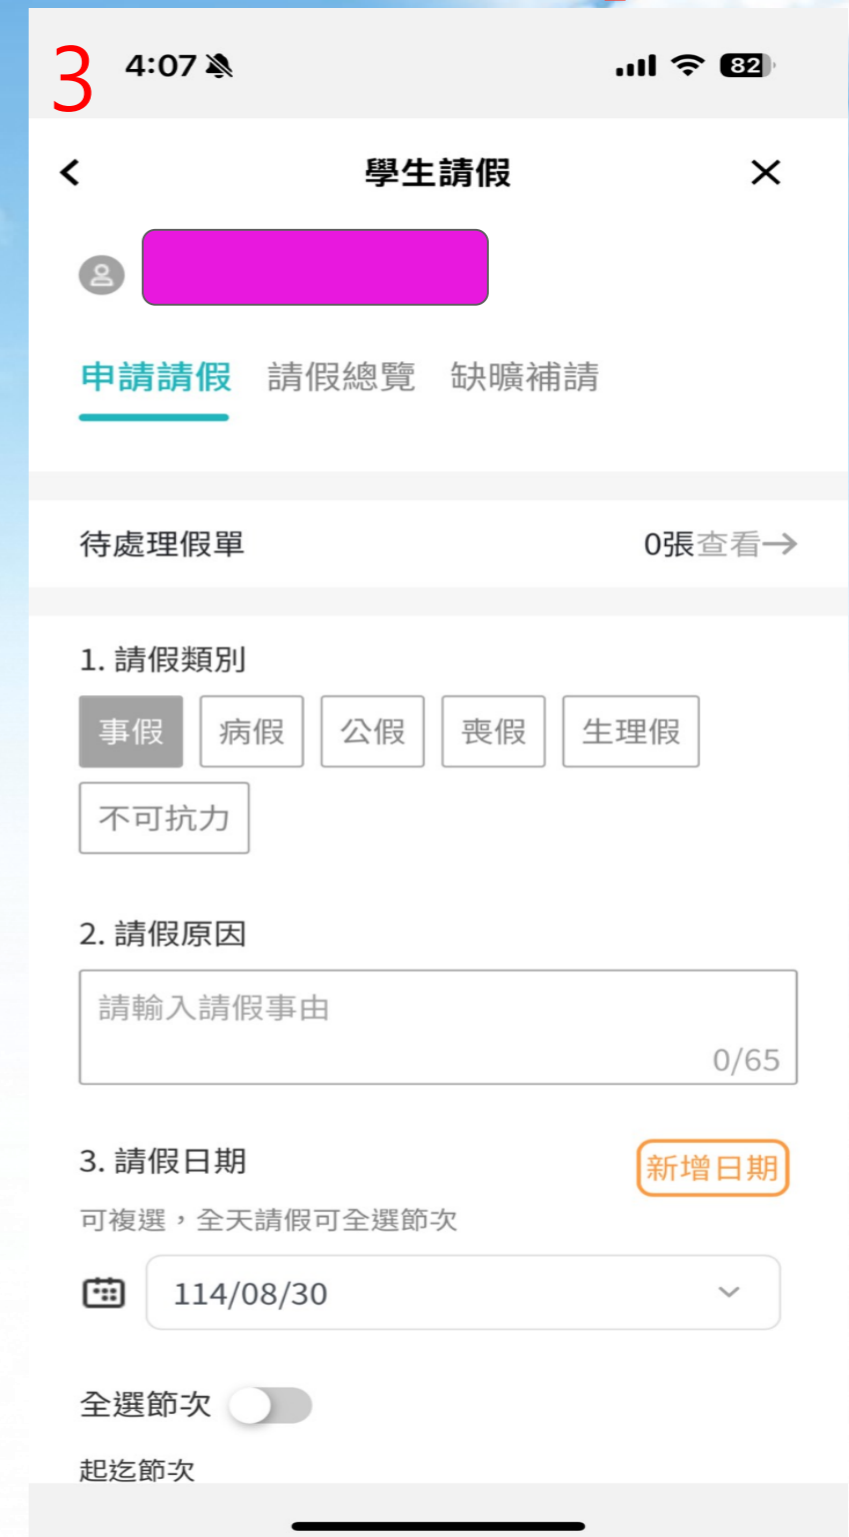 3
4:07
82
學生請假
申請請假 請假總覽 缺曠補請
待處理假單 0張查看→
1. 請假類別
事假 病假 公假 喪假 生理假
不可抗力
2. 請假原因
請輸入請假事由
0/65
3. 請假日期 新增日期
可複選，全天請假可全選節次
114/08/30
全選節次
起迄節次